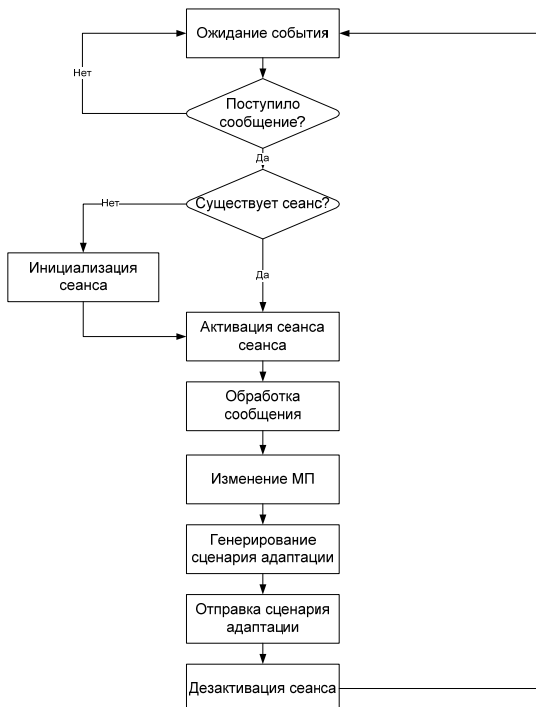 Ожидание события
Нет
Поступило
сообщение?
Да
Существует сеанс?
Нет
Да
Инициализация
сеанса
Активация сеанса
сеанса
Обработка
сообщения
Изменение МП
Генерирование
сценария адаптации
Отправка сценария
адаптации
Дезактивация сеанса